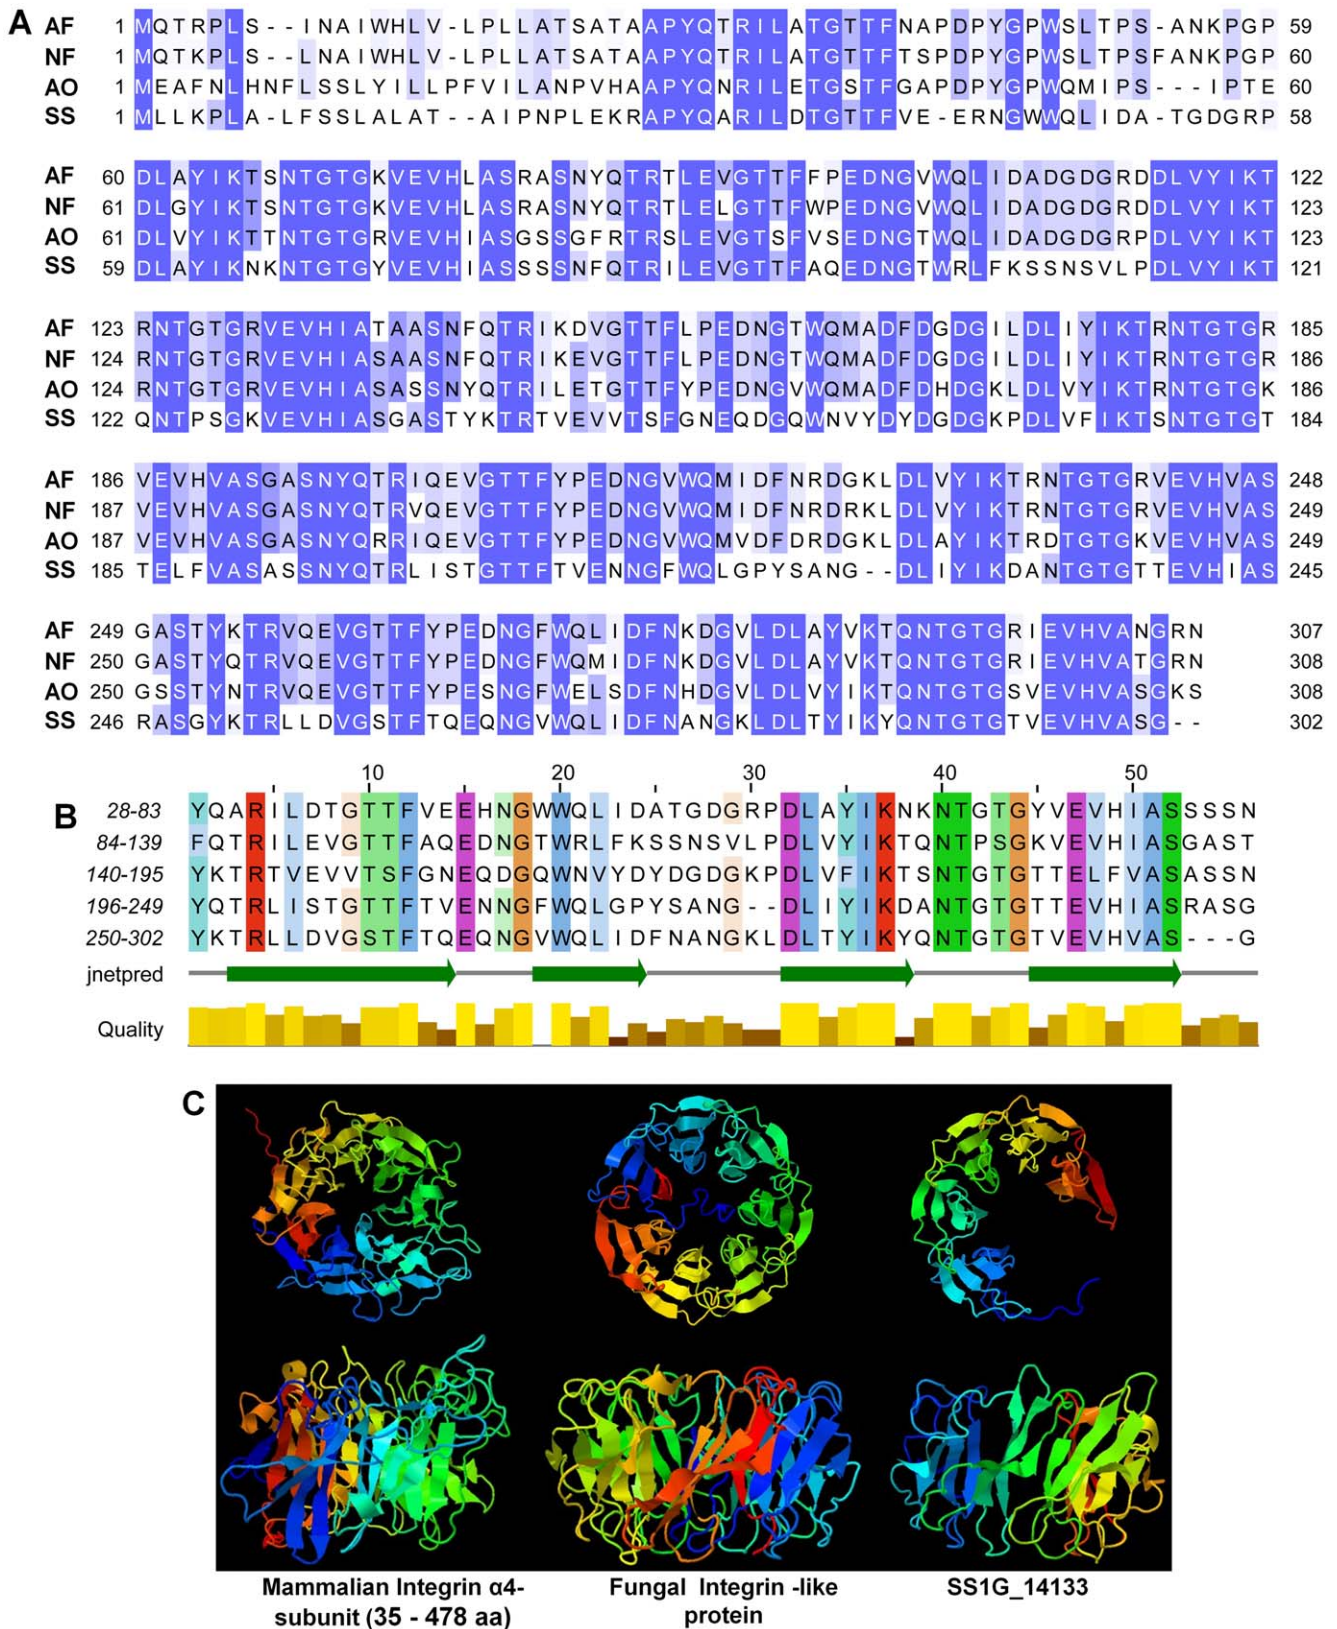 A
AF 1 MQTRPLS--INAIWHLV-LPLLATSATAAPYQTRILATGTTFNAPDPYGPWSLTPS-ANKPGP 59
NF 1 MQTKPLS--LNAIWHLV-LPLLATSATAAPYQTRILATGTTFTSPDPYGPWSLTPSFANKPGP 60
AO 1 MEAFNLHNFLSSLYILLPFVILANPVHAAPYQNRILETGSTFGAPDPYGPWQMIPS---IPTE 60
SS 1 MLLKPLA-LFSSLALAT--AIPNPLEKRAPYQARILDTGTTFVE-ERNGWWQLIDA-TGDGRP 58
AF 60 DLAYIKTSNTGTGKVEVHLASRASNYQTRTLEVGTTFFPEDNGVWQLIDADGDGRDDLVYIKT 122
NF 61 DLGYIKTSNTGTGKVEVHLASRASNYQTRTLELGTTFWPEDNGVWQLIDADGDGRDDLVYIKT 123
AO 61 DLVYIKTTNTGTGRVEVHIASGSSGFRTRSLEVGTSFVSEDNGTWQLIDADGDGRPDLVYIKT 123
SS 59 DLAYIKNKNTGTGYVEVHIASSSSNFQTRILEVGTTFAQEDNGTWRLFKSSNSVLPDLVYIKT 121
AF 123 RNTGTGRVEVHIATAASNFQTRIKDVGTTFLPEDNGTWQMADFDGDGILDLIYIKTRNTGTGR 185
NF 124 RNTGTGRVEVHIASAASNFQTRIKEVGTTFLPEDNGTWQMADFDGDGILDLIYIKTRNTGTGR 186
AO 124 RNTGTGRVEVHIASASSNYQTRILETGTTFYPEDNGVWQMADFDHDGKLDLVYIKTRNTGTGK 186
SS 122 QNTPSGKVEVHIASGASTYKTRTVEVVTSFGNEQDGQWNVYDYDGDGKPDLVFIKTSNTGTGT 184
AF 186 VEVHVASGASNYQTRIQEVGTTFYPEDNGVWQMIDFNRDGKLDLVYIKTRNTGTGRVEVHVAS 248
NF 187 VEVHVASGASNYQTRVQEVGTTFYPEDNGVWQMIDFNRDRKLDLVYIKTRNTGTGRVEVHVAS 249
AO 187 VEVHVASGASNYQRRIQEVGTTFYPEDNGVWQMVDFDRDGKLDLAYIKTRDTGTGKVEVHVAS 249
SS 185 TELFVASASSNYQTRLISTGTTFTVENNGFWQLGPYSANG--DLIYIKDANTGTGTTEVHIAS 245
AF 249 GASTYKTRVQEVGTTFYPEDNGFWQLIDFNKDGVLDLAYVKTQNTGTGRIEVHVANGRN 307
NF 250 GASTYQTRVQEVGTTFYPEDNGFWQMIDFNKDGVLDLAYVKTQNTGTGRIEVHVATGRN 308
AO 250 GSSTYNTRVQEVGTTFYPESNGFWELSDFNHDGVLDLVYIKTQNTGTGSVEVHVASGKS 308
SS 246 RASGYKTRLLDVGSTFTQEQNGVWQLIDFNANGKLDLTYIKYQNTGTGTVEVHVASG-- 302
B
10 20 30 40 50
28-83 YQARILDTGTTFVEEHNGWWQLIDATGDGRPDLAYIKNKNTGTGYVEVHIASSSSN
84-139 FQTRILEVGTTFAQEDNGTWRLFKSSNSVLPDLVYIKTQNTPSGKVEVHIASGAST
140-195 YKTRTVEVVTSFGNEQDGQWNVYDYDGDGKPDLVFIKTSNTGTGTTELFVASASSN
196-249 YQTRLISTGTTFTVENNGFWQLGPYSANG--DLIYIKDANTGTGTTEVHIASRASG
250-302 YKTRLLDVGSTFTQEQNGVWQLIDFNANGKLDLTYIKYQNTGTGTVEVHVAS---G
jnetpred
Quality
C
Mammalian Integrin α4-
subunit (35 - 478 aa)
Fungal Integrin -like
protein
SS1G_14133